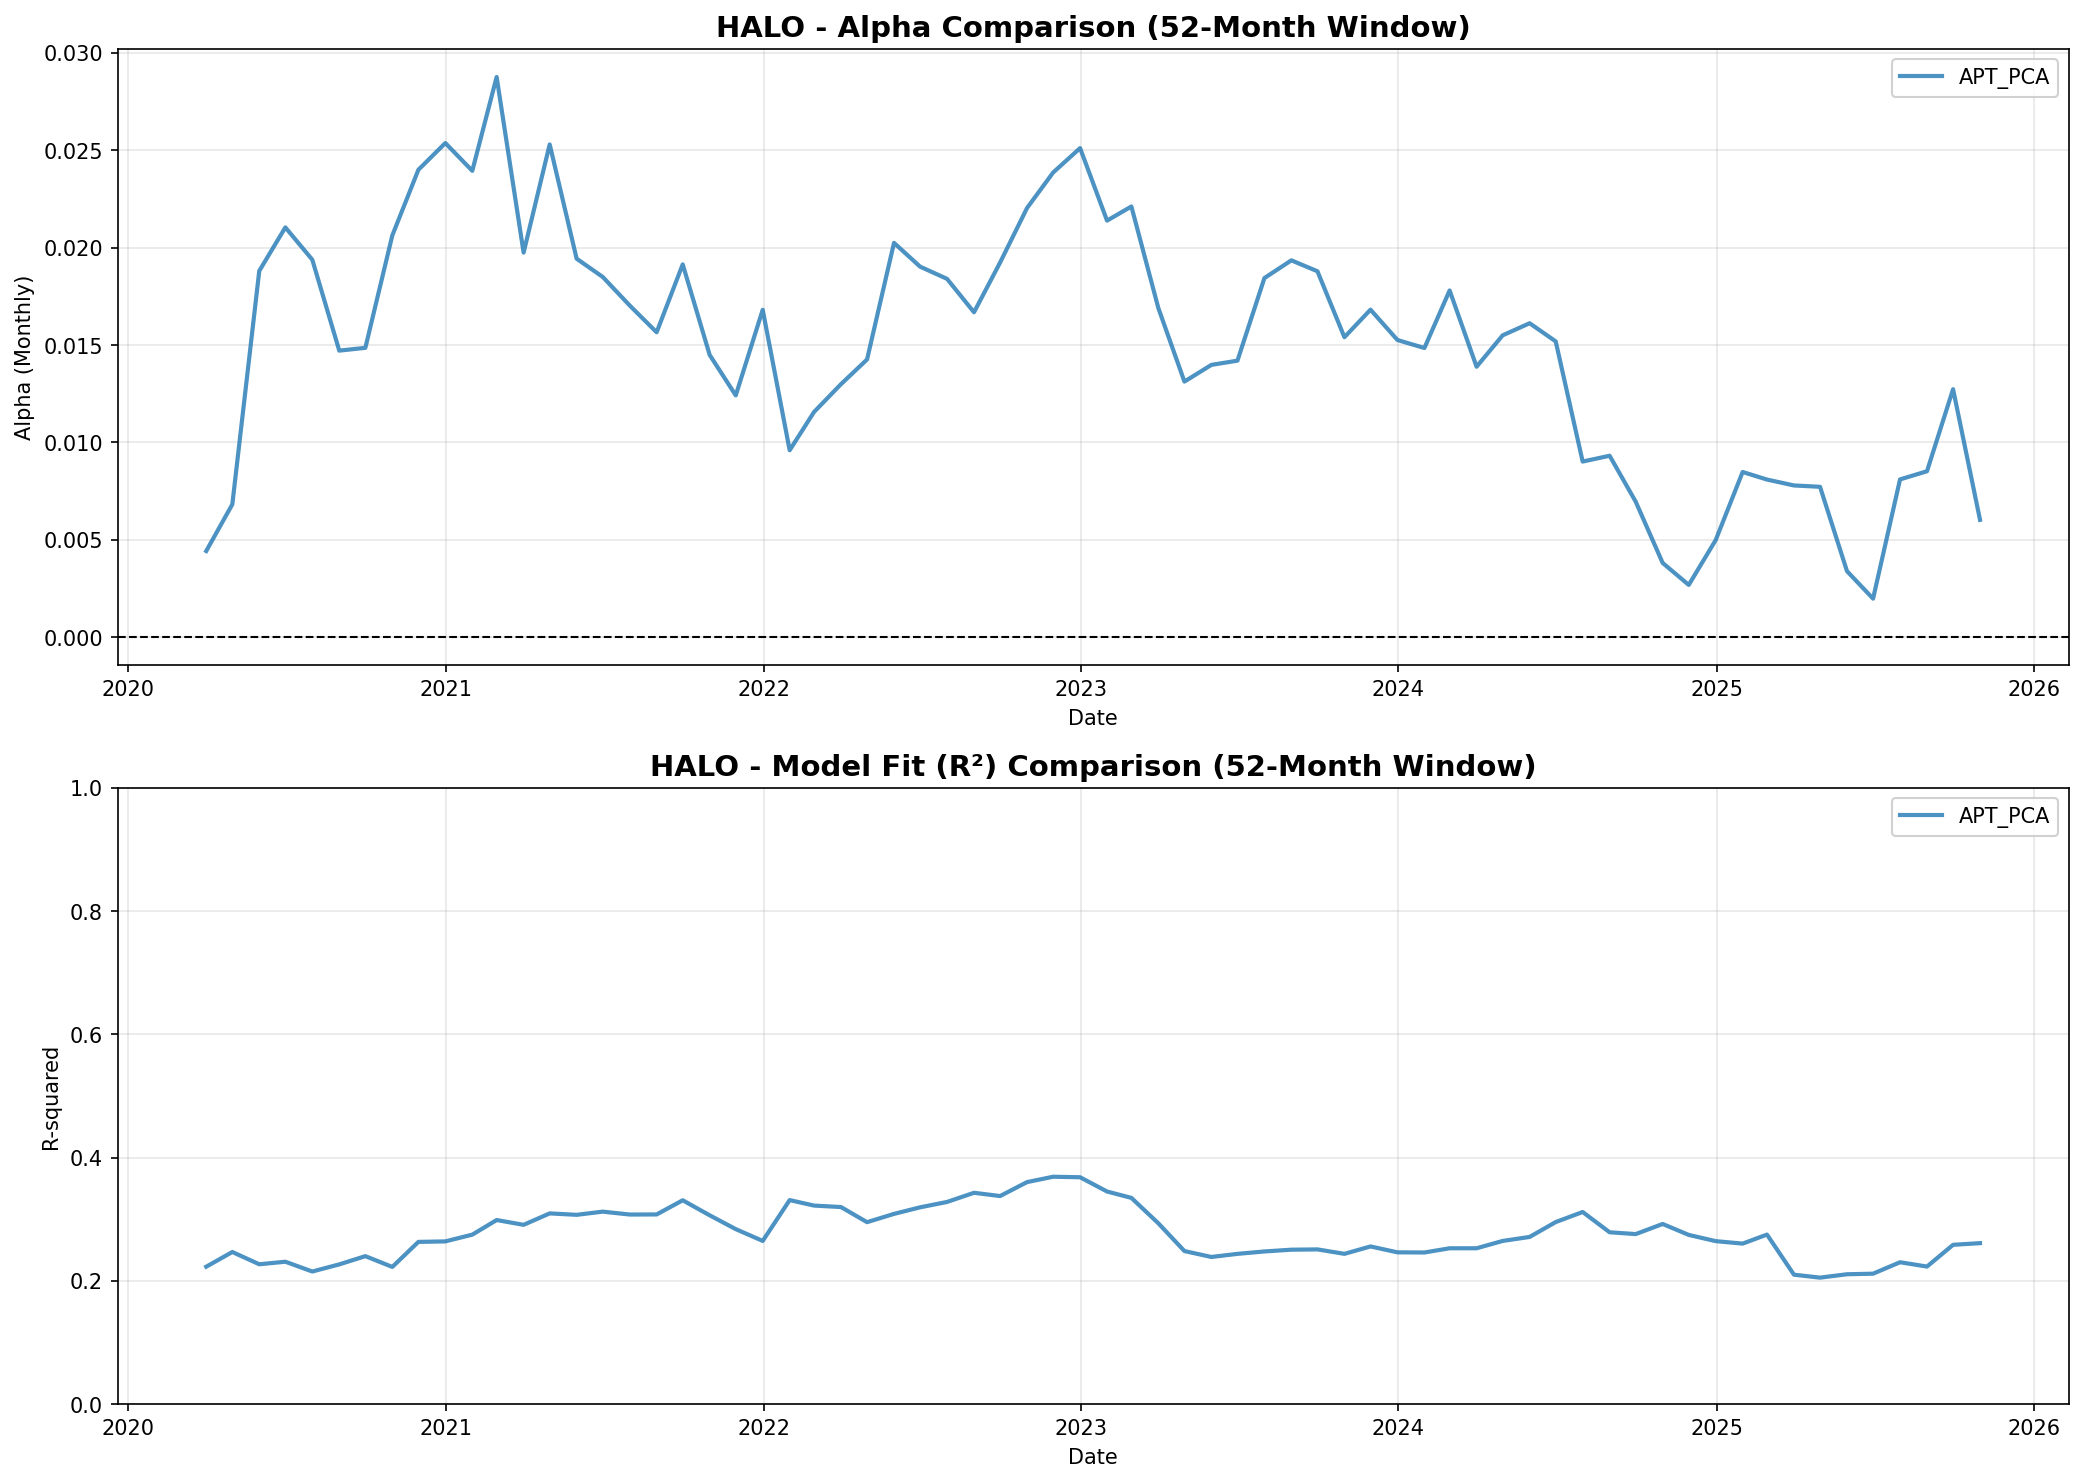 HALO - Alpha Comparison (52-Month Window)
0.030
0.025
0.020
0.015
0.010
0.005
0.000
Alpha (Monthly)
APT_PCA
2020 2021 2022 2023 2024 2025 2026
Date
HALO - Model Fit (R²) Comparison (52-Month Window)
1.0
0.8
0.6
0.4
0.2
0.0
R-squared
APT_PCA
2020 2021 2022 2023 2024 2025 2026
Date